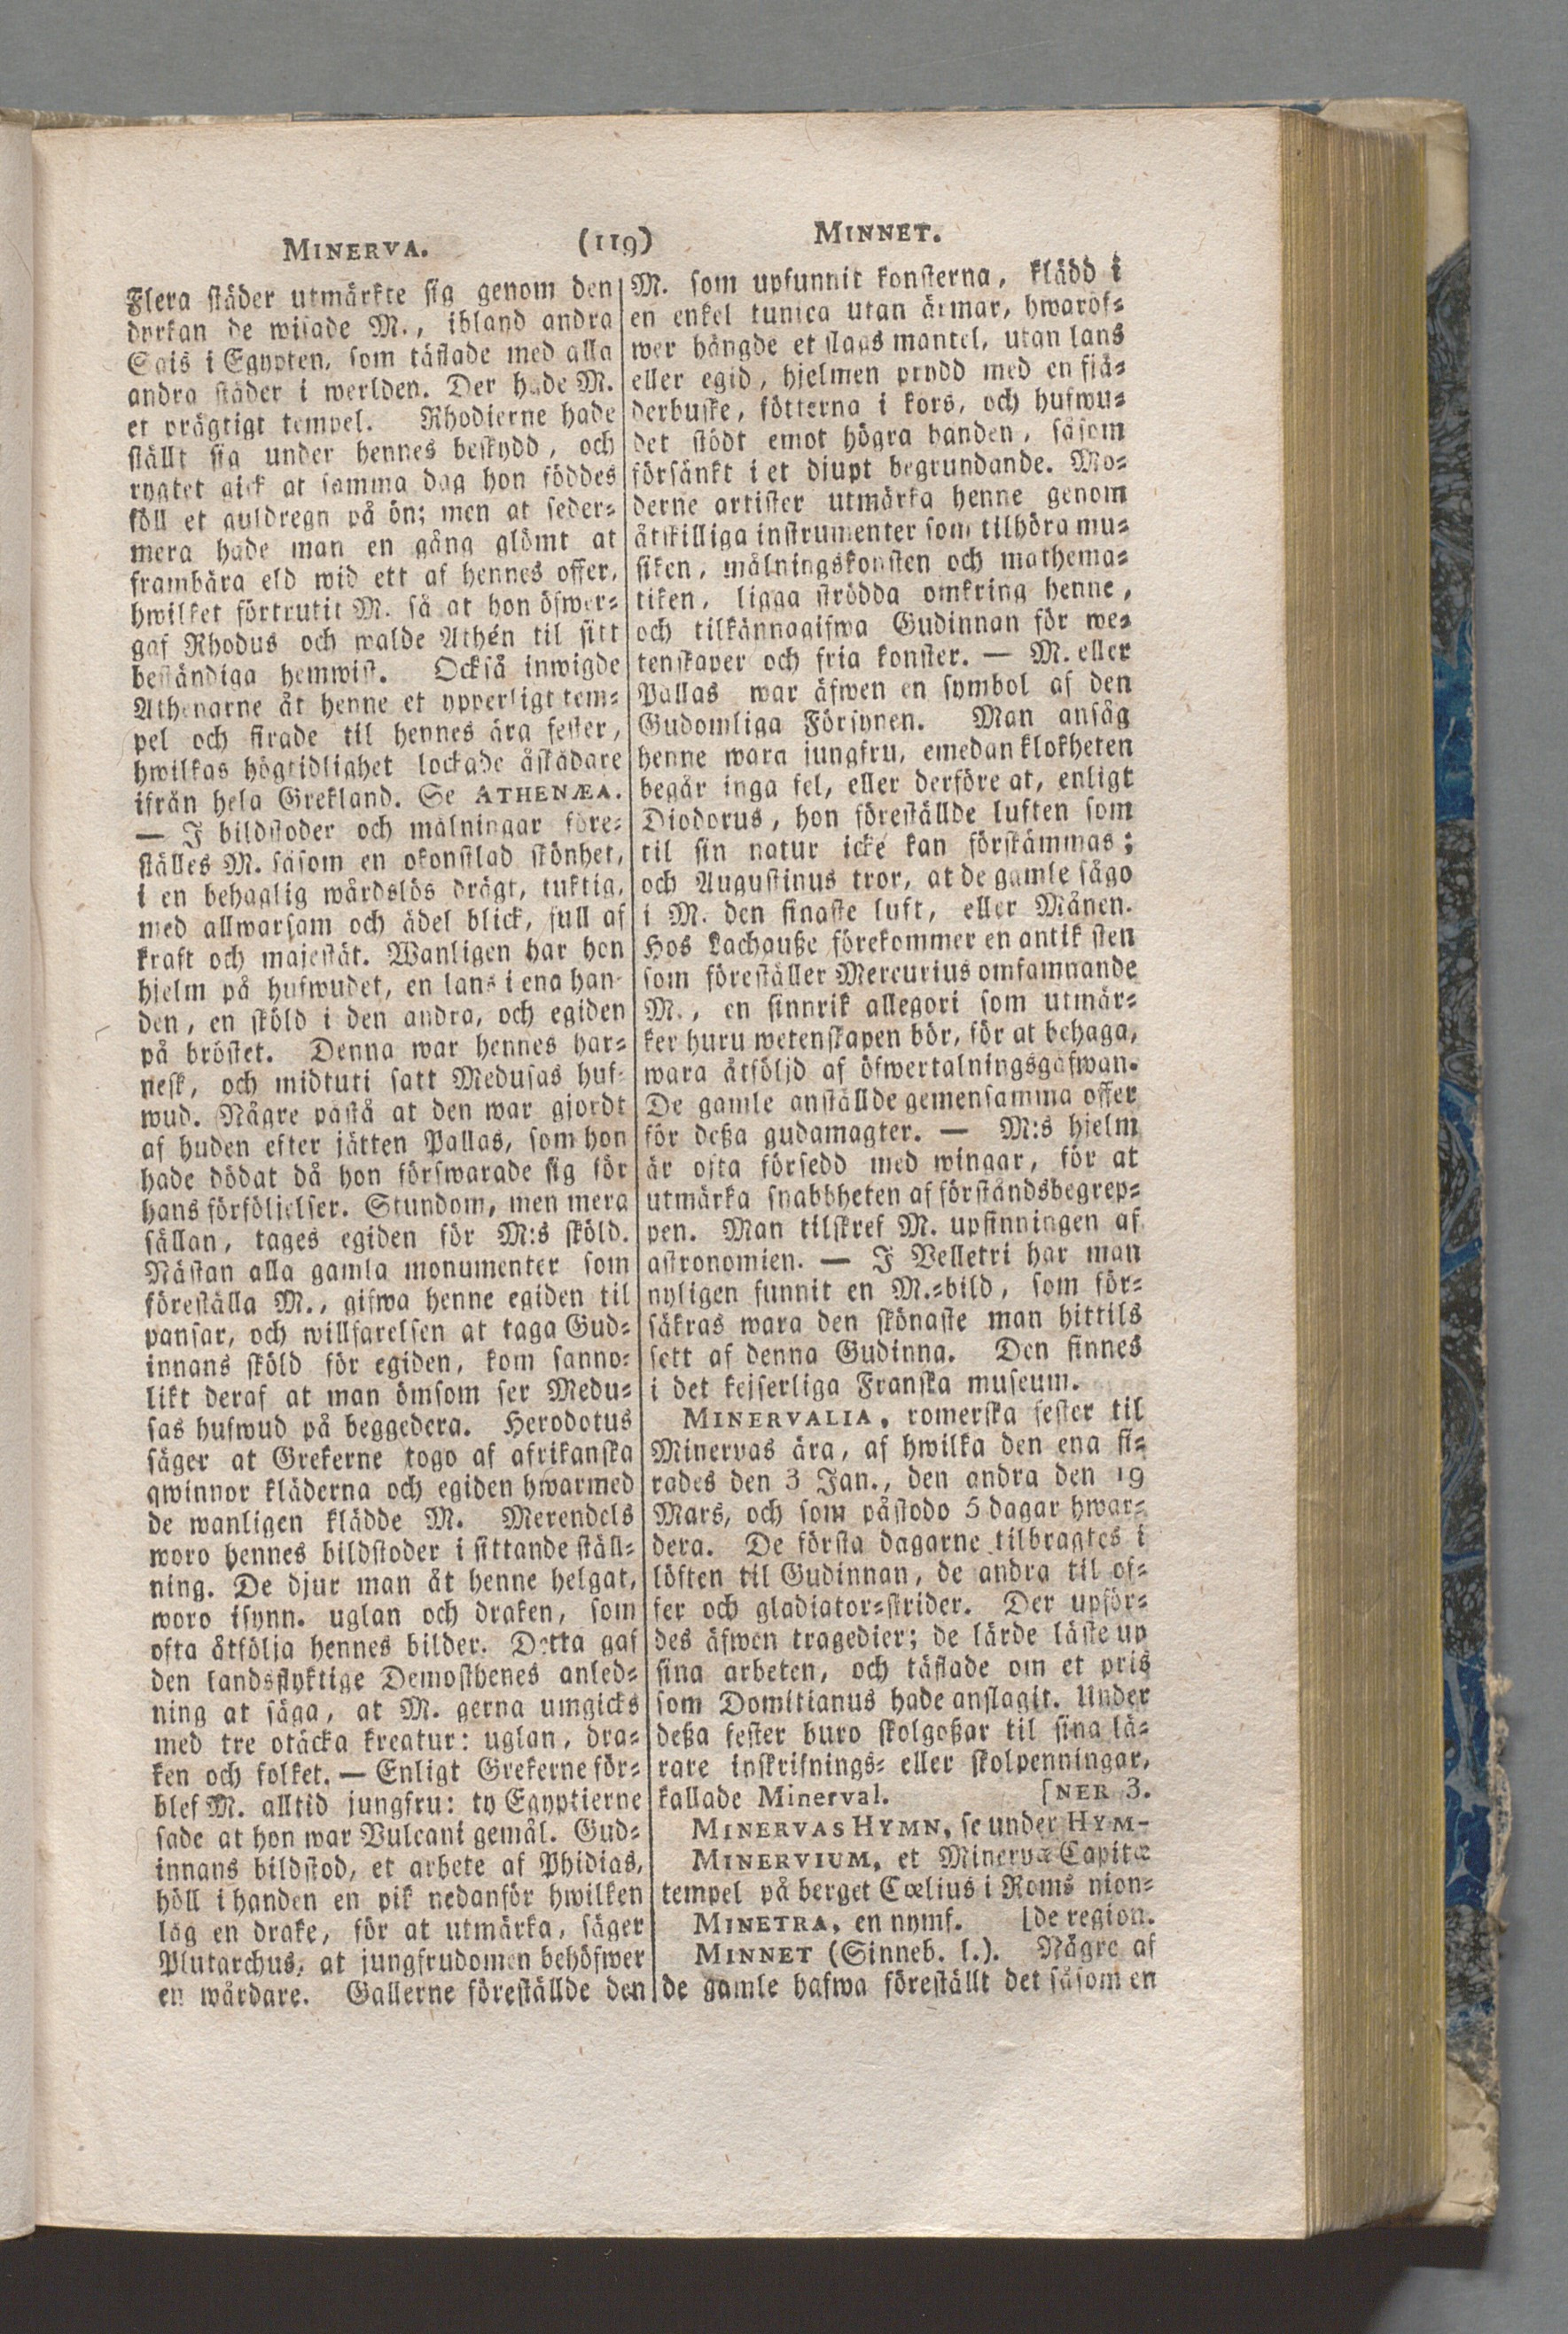 MINERVA. (119) MINNET.
Flera städer utmärkte sig genom den
dyrkan de wisade M., ibland andra
Sais i Egypten, som täflade med alla
andra städer i werlden. Der hade M.
et prägtigt tempel. Rhodierne hade
ställt sig under hennes beskydd, och
rygtet gick at samma dag hon föddes
föll et guldregn på ön; men at seder=
mera hade man en gång glömt at
frambära eld wid ett af hennes offer,
hwilket förtrutit M. så at hon öfwer=
gaf Rhodus och walde Athén til sitt
beständiga hemwist. Också inwigde
Athenarne åt henne et ypperligt tem=
pel och firade til hennes ära fester,
hwilkas högtidlighet lockade åskådare
ifrån hela Grekland. Se ATHENÆA.
— I bildstoder och målningar före=
ställes M. såsom en okonstlad skönhet,
i en behaglig wårdslös drägt, tuktig,
med allwarsam och ädel blick, full af
kraft och majestät. Wanligen har hon
hjelm på hufwudet, en lans i ena han=
den, en sköld i den andra, och egiden
på bröstet. Denna war hennes har=
nesk, och midtuti satt Medusas huf=
wud. Någre påstå at den war gjordt
af huden efter jätten Pallas, som hon
hade dödat då hon förswarade sig för
hans förföljelser. Stundom, men mera
sällan, tages egiden för M:s sköld.
Nästan alla gamla monumenter som
föreställa M., gifwa henne egiden til
pansar, och willfarelsen at taga Gud=
innans sköld för egiden, kom sanno=
likt deraf at man ömsom ser Medu=
sas hufwud på beggedera. Herodotus
säger at Grekerne togo af afrikanska
qwinnor kläderna och egiden hwarmed
de wanligen klädde M. Merendels
woro hennes bildstoder i sittande ställ=
ning. De djur man åt henne helgat,
woro isynn. uglan och draken, som
ofta åtfölja hennes bilder. Detta gaf
den landsflyktige Demosthenes anled=
ning at säga, at M. gerna umgicks
med tre otäcka kreatur: uglan, dra=
ken och folket. — Enligt Grekerne för=
blef M. alltid jungfru: ty Egyptierne
sade at hon war Vulcani gemål. Gud=
innans bildstod, et arbete af Phidias,
höll i handen en pik nedanför hwilken
låg en drake, för at utmärka, säger
Plutarchus, at jungfrudomen behöfwer
en wårdare. Gallerne föreställde den
M. som upfunnit konsterna, klädd i
en enkel tunica utan ärmar, hwaröf=
wer hängde et slags mantel, utan lans
eller egid, hjelmen prydd med en fjä=
derbuske, fötterna i kors, och hufwu=
det stödt emot högra handen, såsom
försänkt i et djupt begrundande. Mo=
derne artister utmärka henne genom
åtskilliga instrumenter som tilhöra mu=
siken, målningskonsten och mathema=
tiken, ligga strödda omkring henne,
och tilkännagifwa Gudinnan för we=
tenskaper och fria konster. — M. eller
Pallas war äfwen en symbol af den
Gudomliga Försynen. Man ansåg
henne wara jungfru, emedan klokheten
begår inga fel, eller derföre at, enligt
Diodorus, hon föreställde luften som
til sin natur icke kan förskämmas;
och Augustinus tror, at de gamle sågo
i M. den finaste luft, eller Månen.
Hos Lachauße förekommer en antik sten
som föreställer Mercurius omfamnande
M., en sinnrik allegori som utmär=
ker huru wetenskapen bör, för at behaga,
wara åtföljd af öfwertalningsgåfwan.
De gamle anställde gemensamma offer
för deßa gudamagter. — M:s hjelm
är ofta försedd med wingar, för at
utmärka snabbheten af förståndsbegrep=
pen. Man tilskref M. upfinningen af
astronomien. — I Velletri har man
nyligen funnit en M.=bild, som för=
säkras wara den skönaste man hittils
sett af denna Gudinna. Den finnes
i det kejserliga Franska museum.
MINERVALIA, romerska fester til
Minervas ära, af hwilka den ena fi=
rades den 3 Jan., den andra den 19
Mars, och som påstodo 5 dagar hwar=
dera. De första dagarne tilbragtes i
löften til Gudinnan, de andra til of=
fer och gladiator=strider. Der upför=
des äfwen tragedier; de lärde läste up
sina arbeten, och täflade om et pris
som Domitianus hade anslagit. Under
deßa fester buro skolgoßar til sina lä=
rare inskrifnings= eller skolpenningar,
kallade Minerval. [NER 3.
MINERVAS HYMN, se under HYM-
MINERVIUM, et Minervæ Capitæ
tempel på berget Cœlius i Roms nion=
MINETRA, en nymf. [de region.
MINNET (Sinneb. l.). Någre af
de gamle hafwa föreställt det såsom en